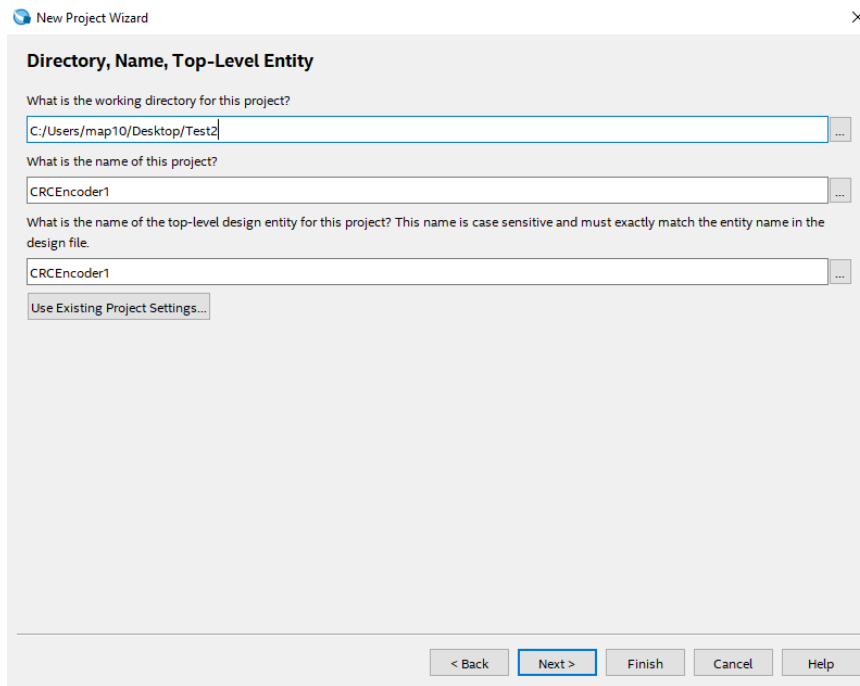 New Project Wizard
Directory, Name, Top-Level Entity
What is the working directory for this project?
C:/Users/map10/Desktop/Test2
...
What is the name of this project?
CRCEncoder1
...
What is the name of the top-level design entity for this project? This name is case sensitive and must exactly match the entity name in the
design file.
CRCEncoder1
...
Use Existing Project Settings...
< Back Next > Finish Cancel Help